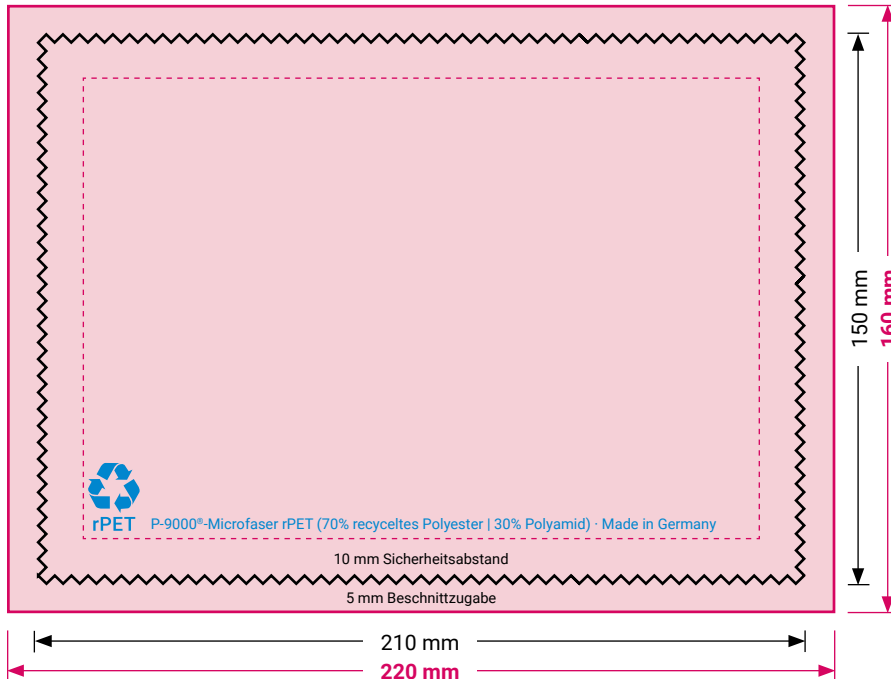 rPET
P-9000®-Microfaser rPET (70% recyceltes Polyester | 30% Polyamid) · Made in Germany
10 mm Sicherheitsabstand
5 mm Beschnittzugabe
210 mm
220 mm
150 mm
160 mm